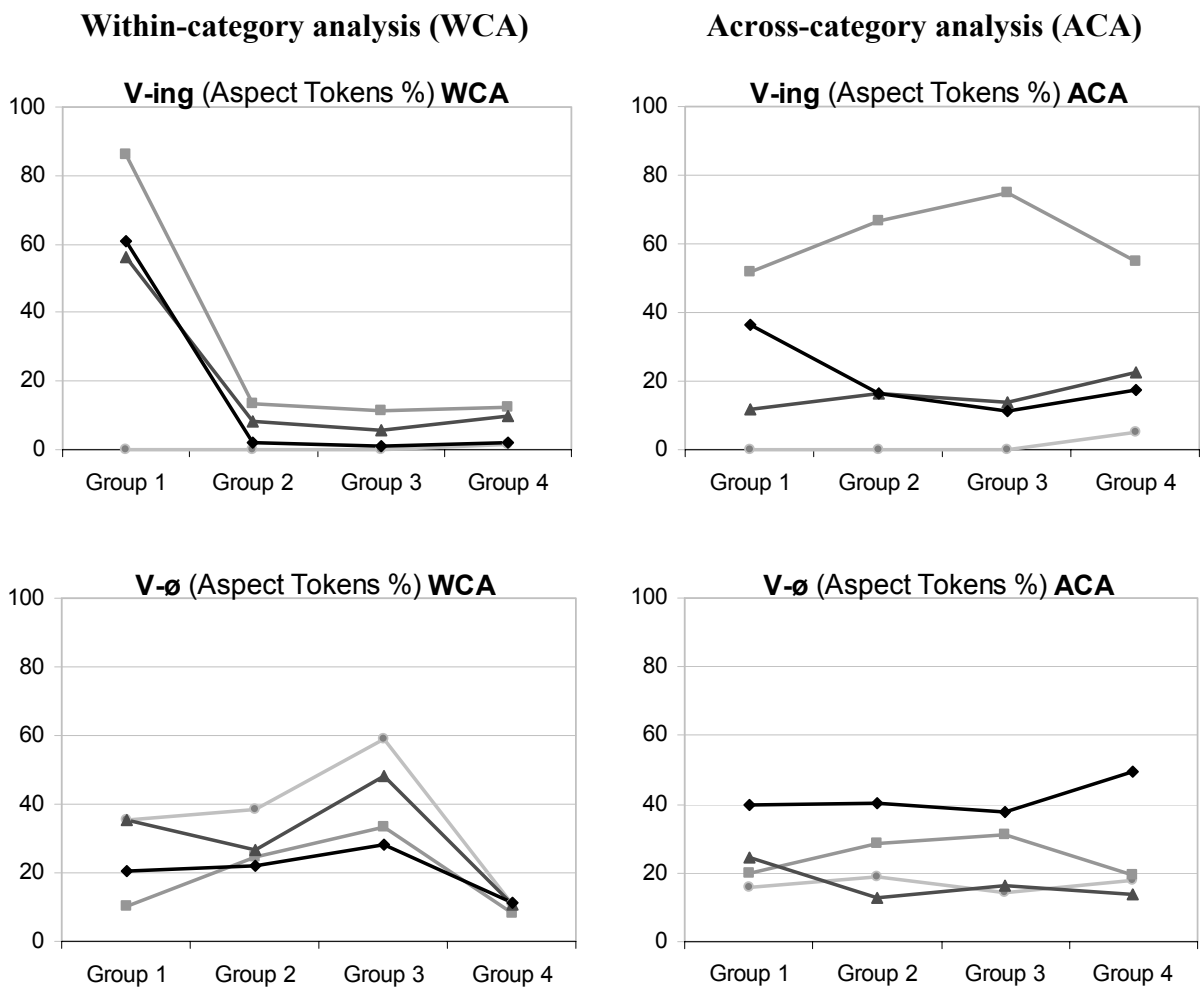 Within-category analysis (WCA)
Across-category analysis (ACA)
V-ing (Aspect Tokens %) WCA
100
80
60
40
20
0
Group 1 Group 2 Group 3 Group 4
V-ing (Aspect Tokens %) ACA
100
80
60
40
20
0
Group 1 Group 2 Group 3 Group 4
V-ø (Aspect Tokens %) WCA
100
80
60
40
20
0
Group 1 Group 2 Group 3 Group 4
V-ø (Aspect Tokens %) ACA
100
80
60
40
20
0
Group 1 Group 2 Group 3 Group 4